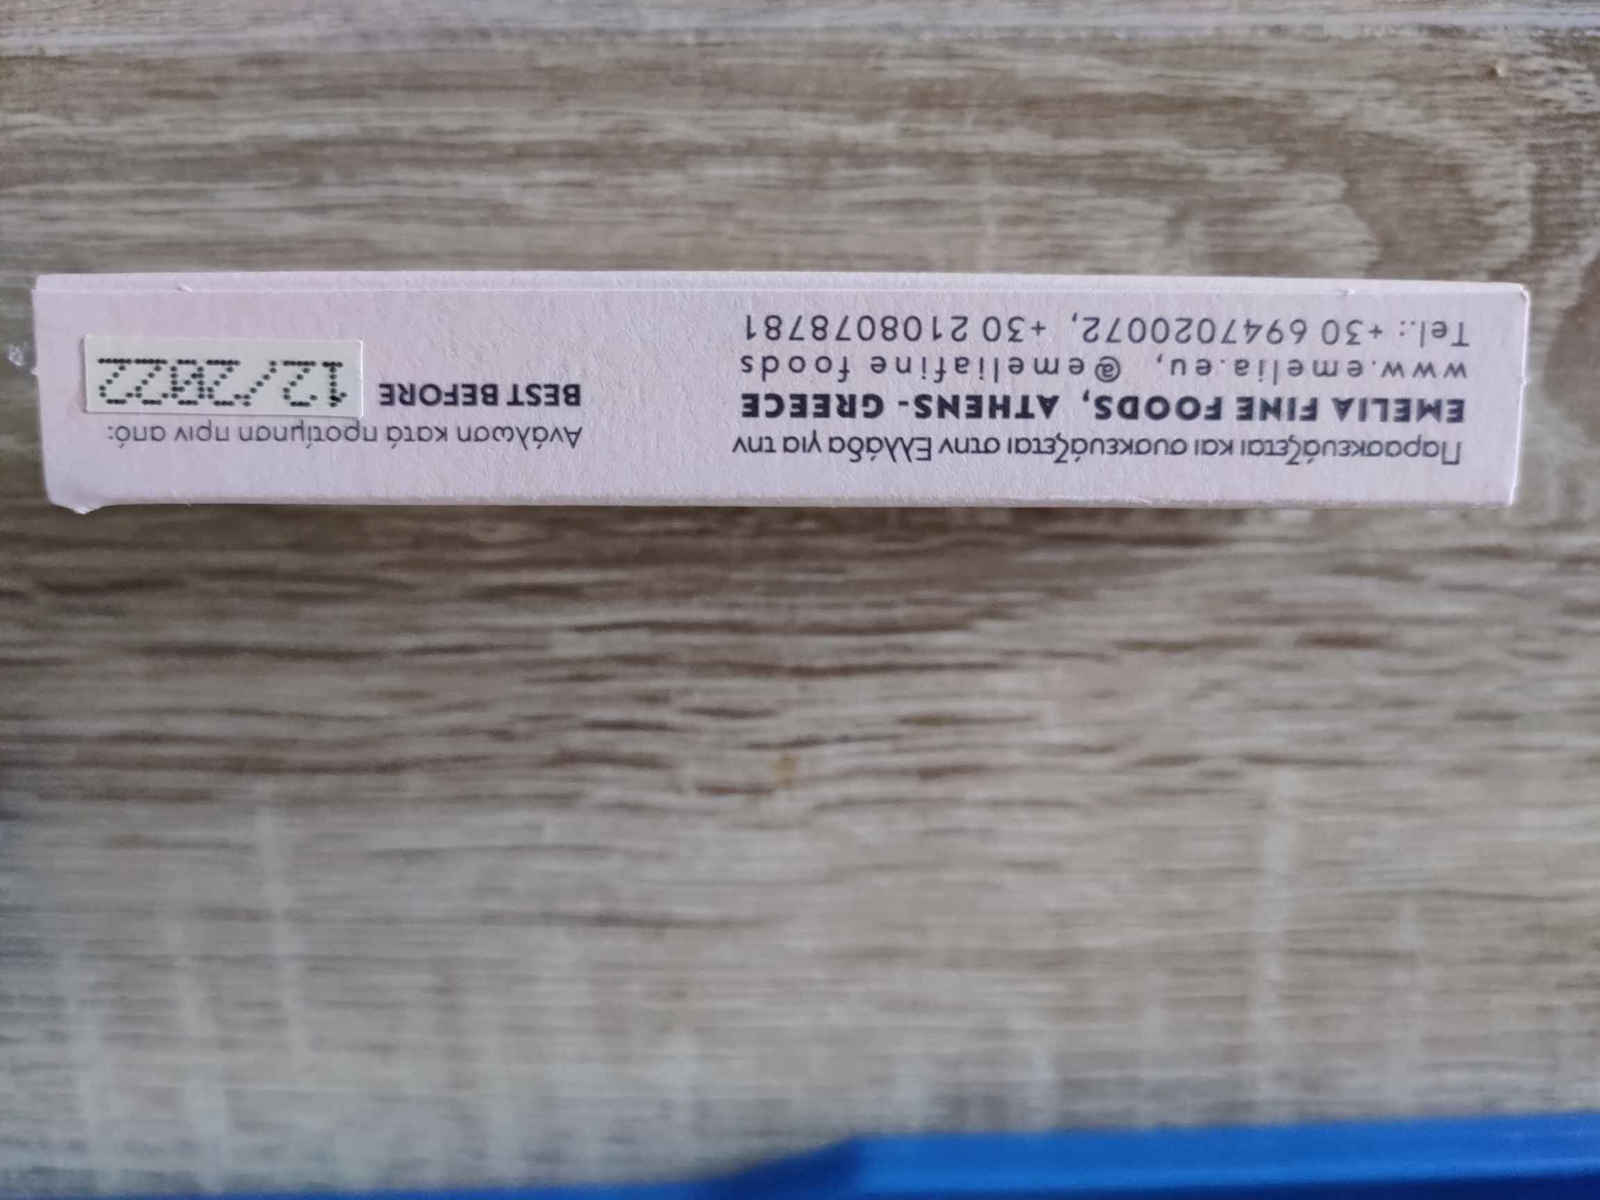 Παρασκευάζεται και συσκευάζεται στην Ελλάδα για την
EMELIA FINE FOODS, ATHENS - GREECE
www.emelia.eu, @emeliafine foods
Tel.: +30 6947020072, +30 2108078781
Ανάλωση κατά προτίμηση πριν από:
BEST BEFORE 12/2022